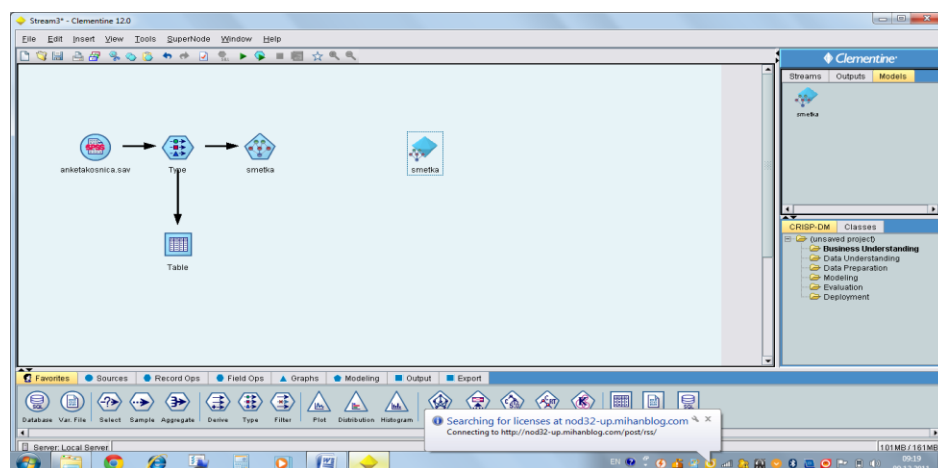 Stream3* - Clementine 12.0
File Edit Insert View Tools SuperNode Window Help
Clementine
Streams Outputs Models
smetka
anketakosnica.sav
Type
smetka
smetka
Table
CRISP-DM Classes
(unsaved project)
Business Understanding
Data Understanding
Data Preparation
Modeling
Evaluation
Deployment
Favorites Sources Record Ops Field Ops Graphs Modeling Output Export
Database Var. File Select Sample Aggregate Derive Type Filter Plot Distribution Histogram
Searching for licenses at nod32-up.mihanblog.com
Connecting to http://nod32-up.mihanblog.com/post/rss/
Server: Local Server
101MB / 161MB
EN
09:19